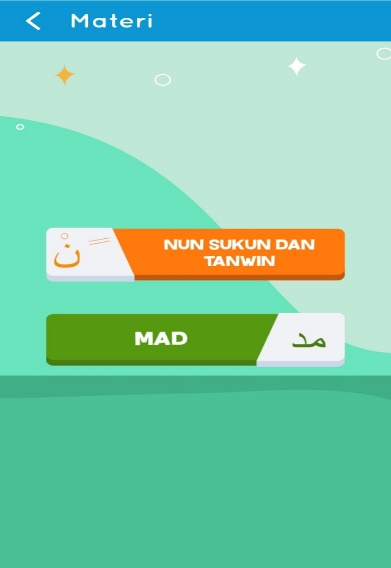 Materi
نْ
NUN SUKUN DAN
TANWIN
MAD
مد